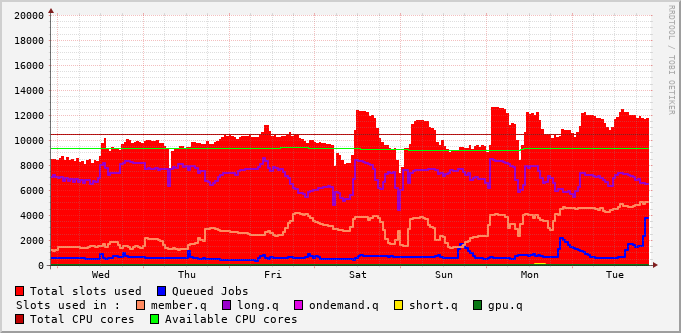 20000
18000
16000
14000
12000
10000
8000
6000
4000
2000
0
Wed Thu Fri Sat Sun Mon Tue
Total slots used Queued Jobs
Slots used in : member.q long.q ondemand.q short.q gpu.q
Total CPU cores Available CPU cores
RRDTOOL / TOBI OETIKER